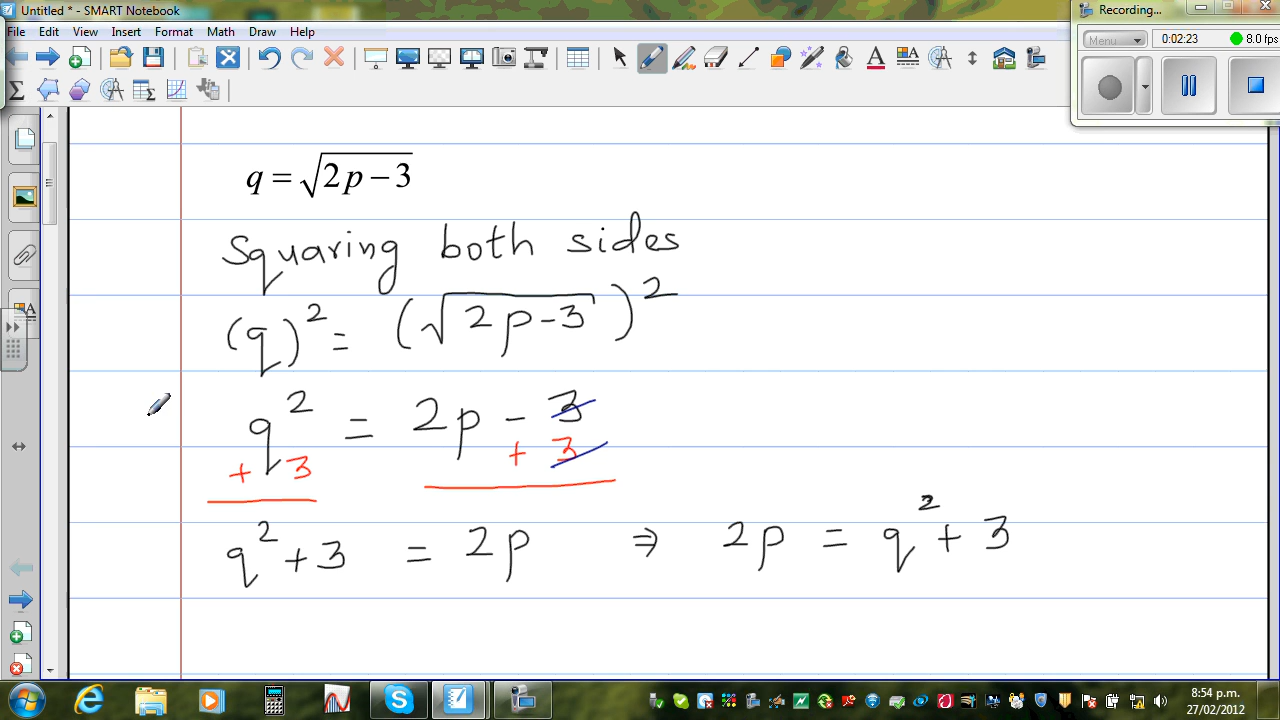 Untitled * - SMART Notebook
Recording...
File Edit View Insert Format Math Draw Help
Menu 0:02:23 8.0 fps
q = √(2p − 3)
Squaring both sides
(q)² = (√(2p-3))²
q² = 2p - 3
+ 3 + 3
q² + 3 = 2p ⇒ 2p = q² + 3
8:54 p.m.
27/02/2012